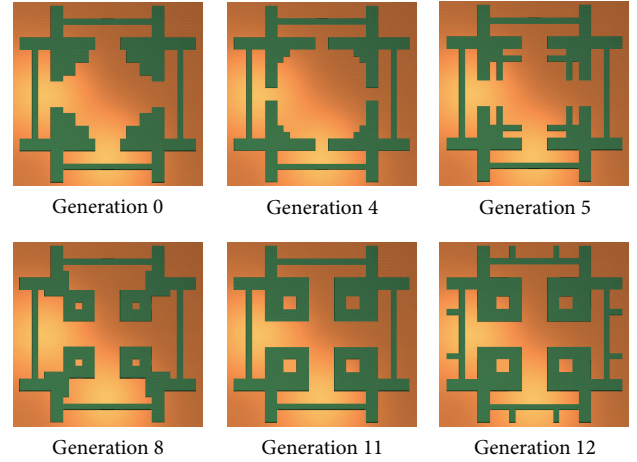 Generation 0
Generation 4
Generation 5
Generation 8
Generation 11
Generation 12